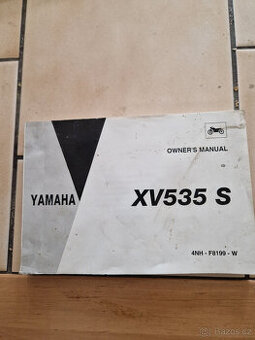 OWNER'S MANUAL
YAMAHA
XV535 S
4NH - F8199 - W